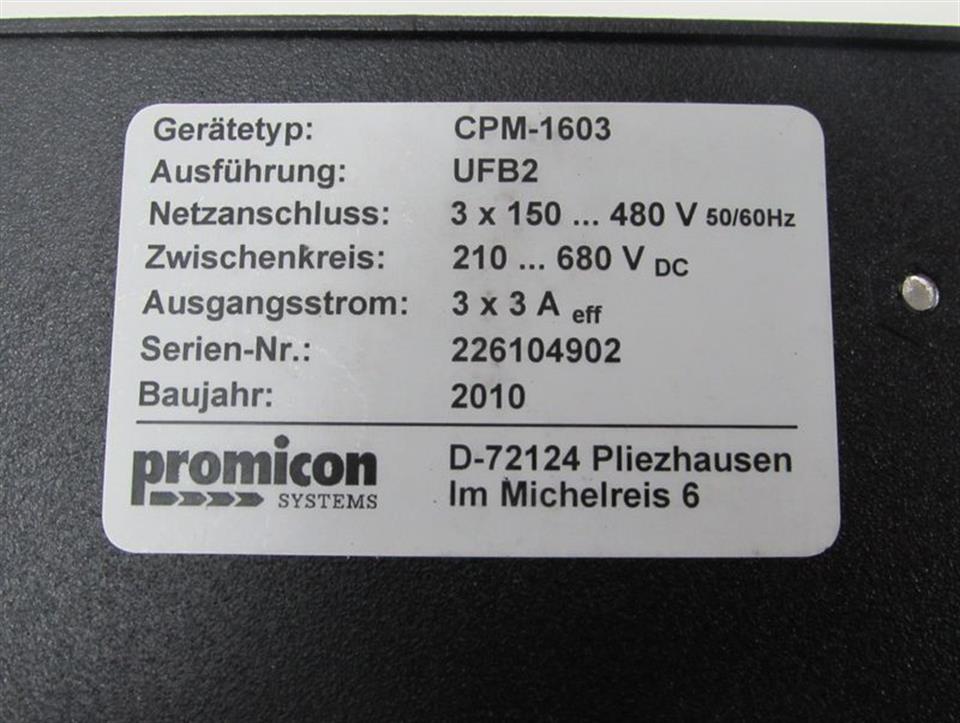 Gerätetyp: CPM-1603
Ausführung: UFB2
Netzanschluss: 3 x 150 ... 480 V 50/60Hz
Zwischenkreis: 210 ... 680 V DC
Ausgangsstrom: 3 x 3 A eff
Serien-Nr.: 226104902
Baujahr: 2010
promicon
SYSTEMS
D-72124 Pliezhausen
Im Michelreis 6